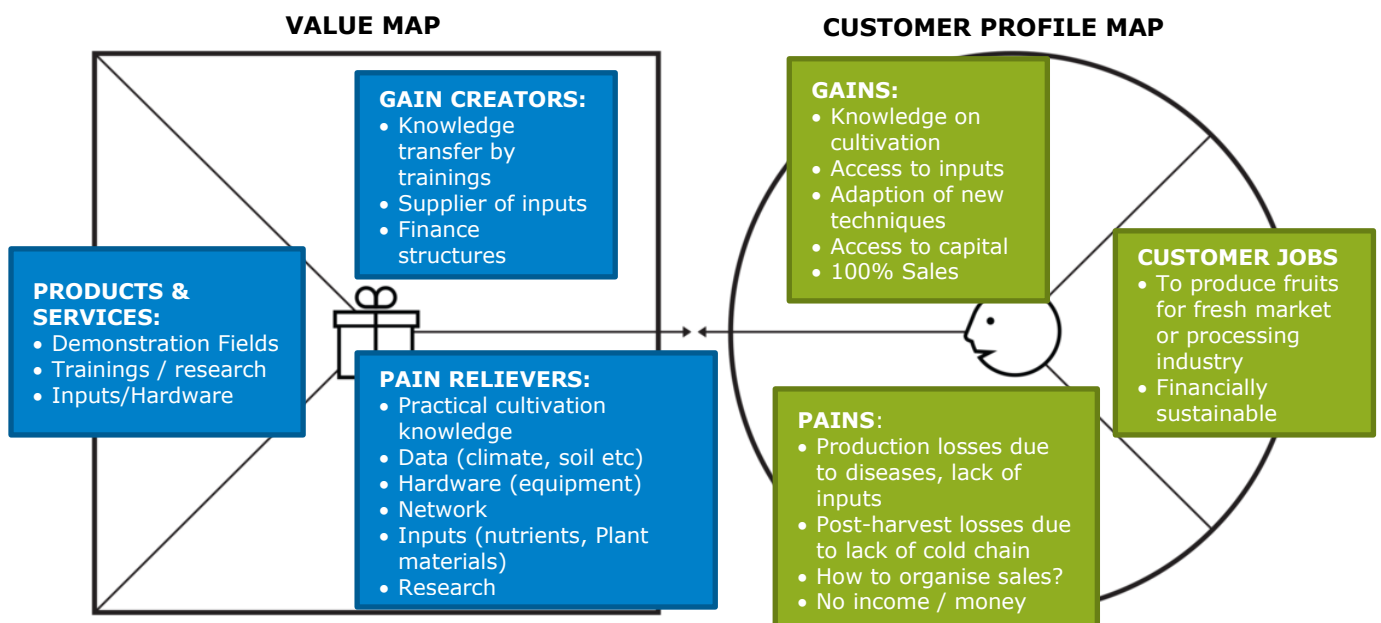 VALUE MAP
GAIN CREATORS:
• Knowledge
transfer by
trainings
• Supplier of inputs
• Finance
structures
PRODUCTS &
SERVICES:
• Demonstration Fields
• Trainings / research
• Inputs/Hardware
PAIN RELIEVERS:
• Practical cultivation
knowledge
• Data (climate, soil etc)
• Hardware (equipment)
• Network
• Inputs (nutrients, Plant
materials)
• Research
CUSTOMER PROFILE MAP
GAINS:
• Knowledge on
cultivation
• Access to inputs
• Adaption of new
techniques
• Access to capital
• 100% Sales
CUSTOMER JOBS
• To produce fruits
for fresh market
or processing
industry
• Financially
sustainable
PAINS:
• Production losses due
to diseases, lack of
inputs
• Post-harvest losses due
to lack of cold chain
• How to organise sales?
• No income / money